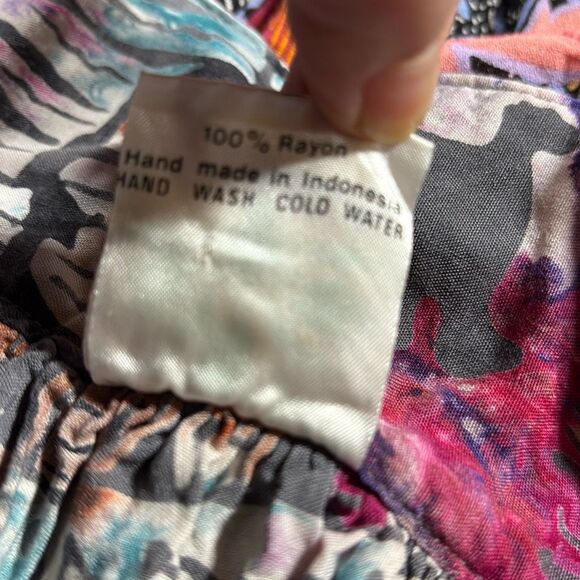 100% Rayon
Hand made in Indonesia
HAND WASH COLD WATER